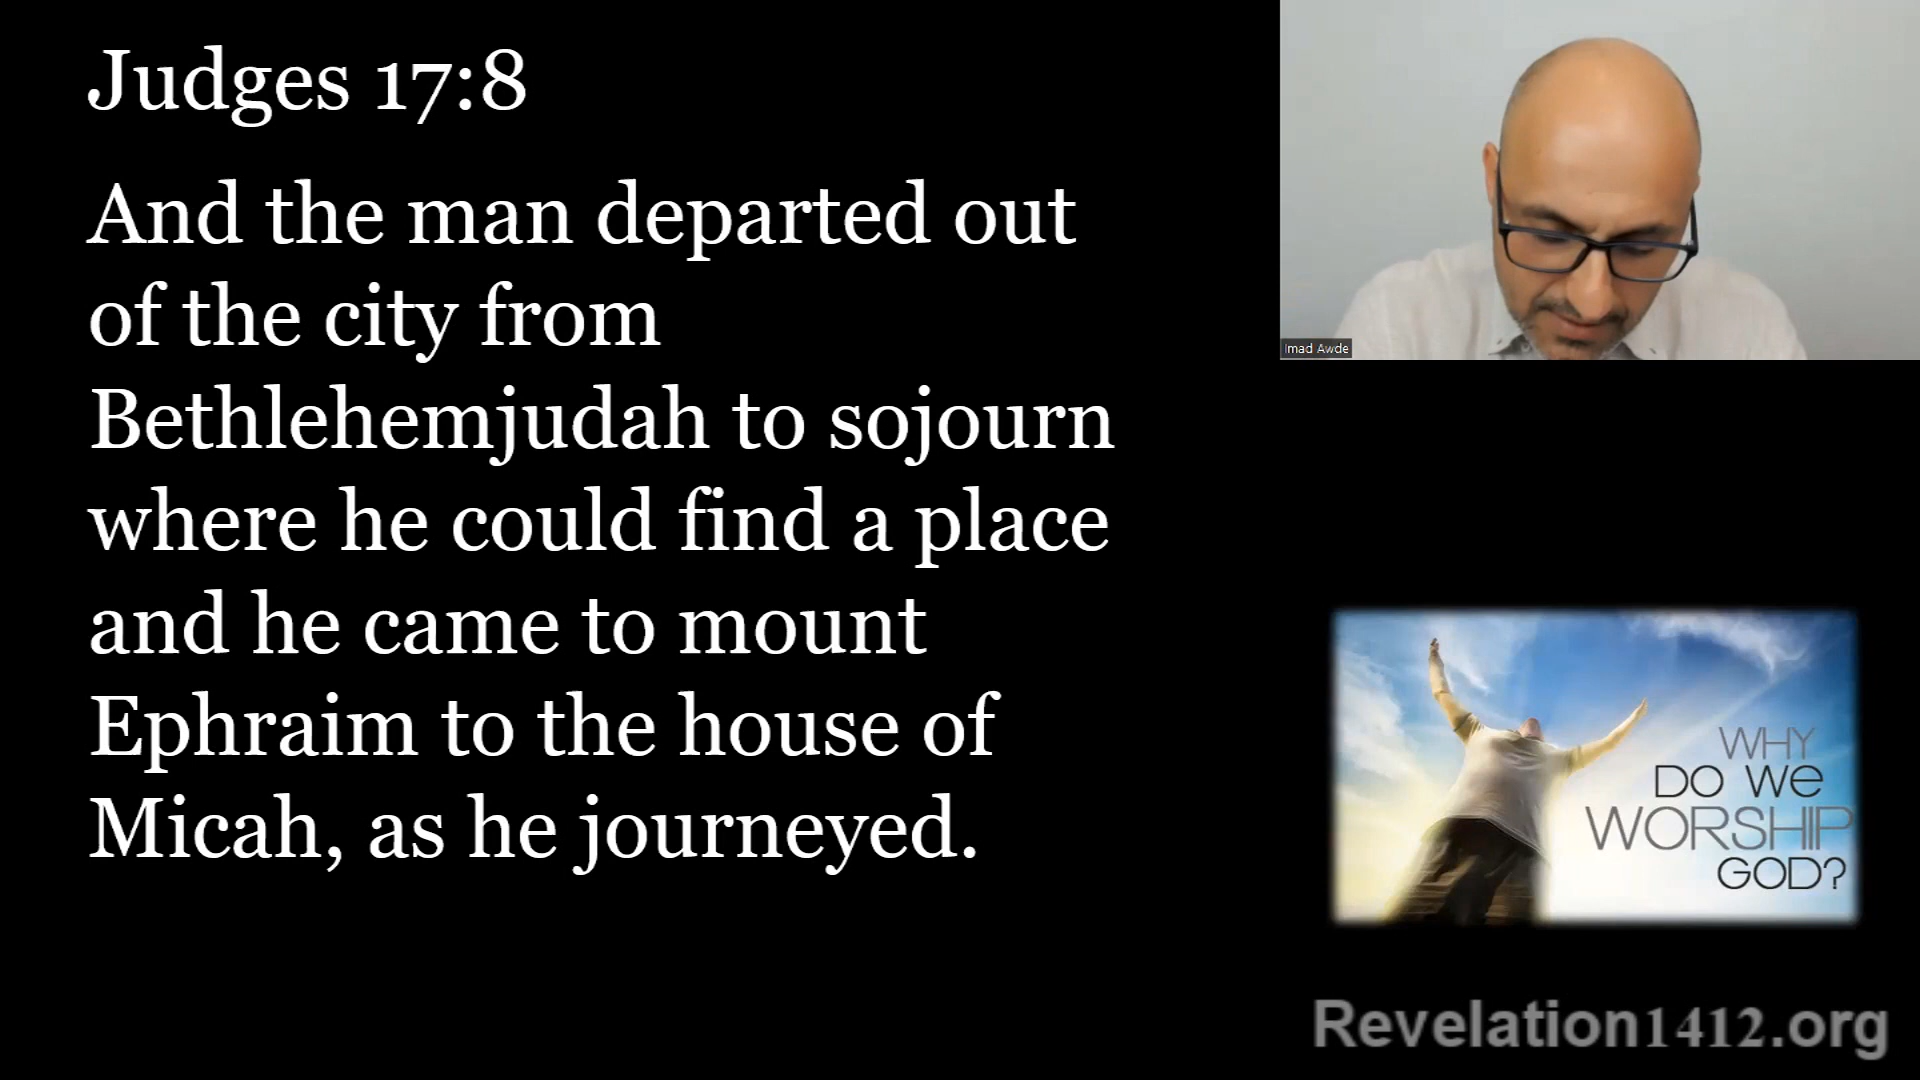 Judges 17:8
And the man departed out
of the city from
Bethlehemjudah to sojourn
where he could find a place
and he came to mount
Ephraim to the house of
Micah, as he journeyed.
Imad Awde
WHY
DO We
WORSHIP
GOD?
Revelation1412.org